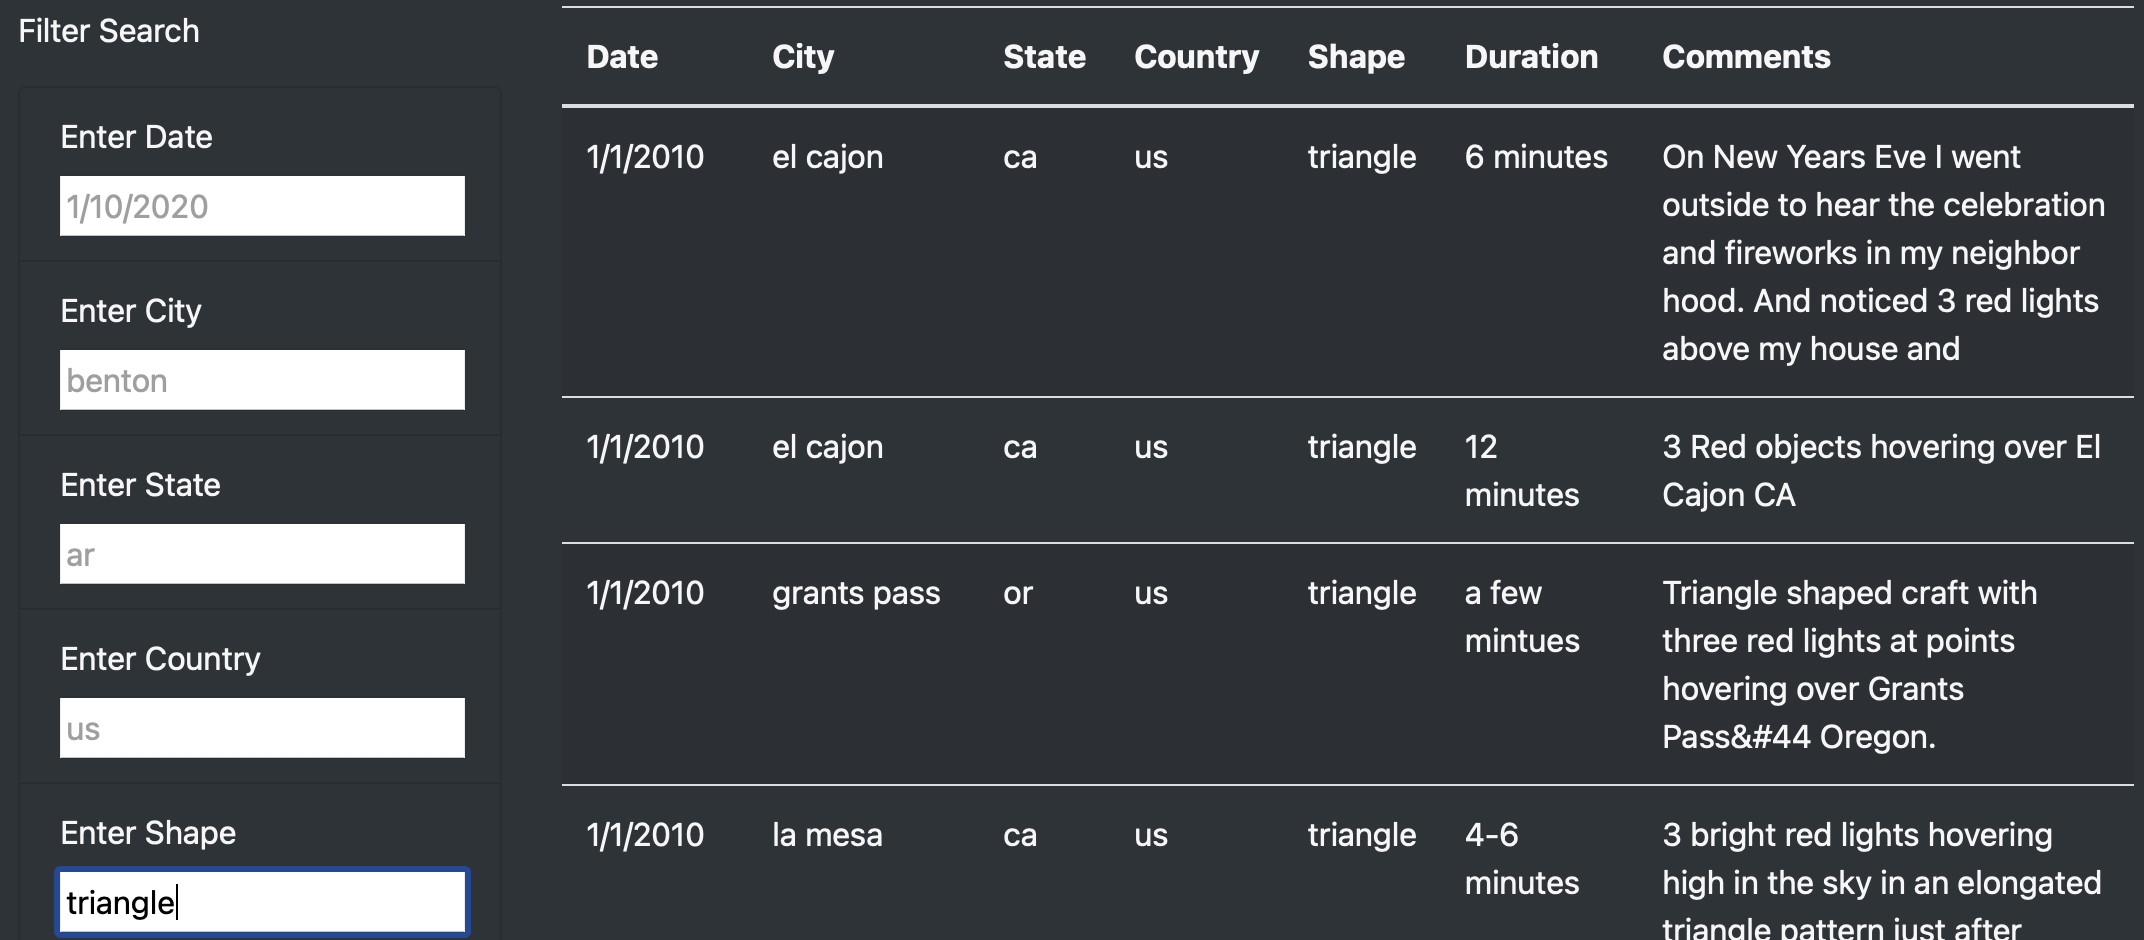 Filter Search
Enter Date
1/10/2020
Enter City
benton
Enter State
ar
Enter Country
us
Enter Shape
triangle
Date City State Country Shape Duration Comments
1/1/2010 el cajon ca us triangle 6 minutes On New Years Eve I went
outside to hear the celebration
and fireworks in my neighbor
hood. And noticed 3 red lights
above my house and
1/1/2010 el cajon ca us triangle 12 3 Red objects hovering over El
minutes Cajon CA
1/1/2010 grants pass or us triangle a few Triangle shaped craft with
mintues three red lights at points
hovering over Grants
Pass&#44 Oregon.
1/1/2010 la mesa ca us triangle 4-6 3 bright red lights hovering
minutes high in the sky in an elongated
triangle pattern just after